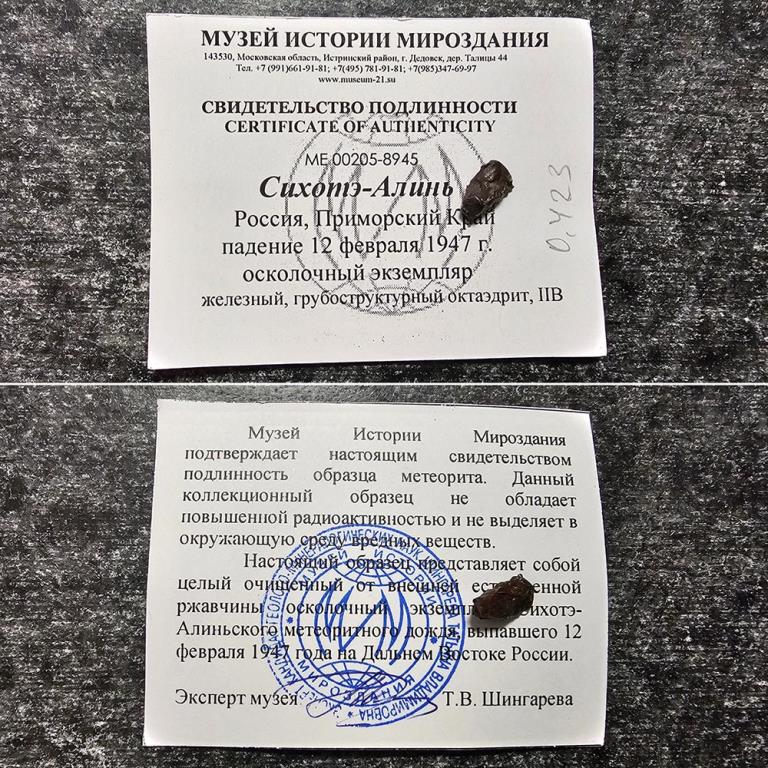 МУЗЕЙ ИСТОРИИ МИРОЗДАНИЯ
143530, Московская область, Истринский район, г. Дедовск, дер. Талицы 44
Тел. +7 (991)661-91-81; +7(495) 781-91-81; +7(985)347-69-97
www.museum-21.su
СВИДЕТЕЛЬСТВО ПОДЛИННОСТИ
CERTIFICATE OF AUTHENTICITY
ME 00205-8945
Сихотэ-Алинь
Россия, Приморский Край
падение 12 февраля 1947 г.
осколочный экземпляр
железный, грубоструктурный октаэдрит, IIB
0,423
Музей Истории Мироздания
подтверждает настоящим свидетельством
подлинность образца метеорита. Данный
коллекционный образец не обладает
повышенной радиоактивностью и не выделяет в
окружающую среду вредных веществ.
Настоящий образец представляет собой
целый очищенный от внешней
ржавчины осколочный
Алиньского метеоритного дождя, выпавшего 12
февраля 1947 года на Дальнем Востоке России.
Эксперт музея Т.В. Шингарева
МИРОЗДАНИЯ